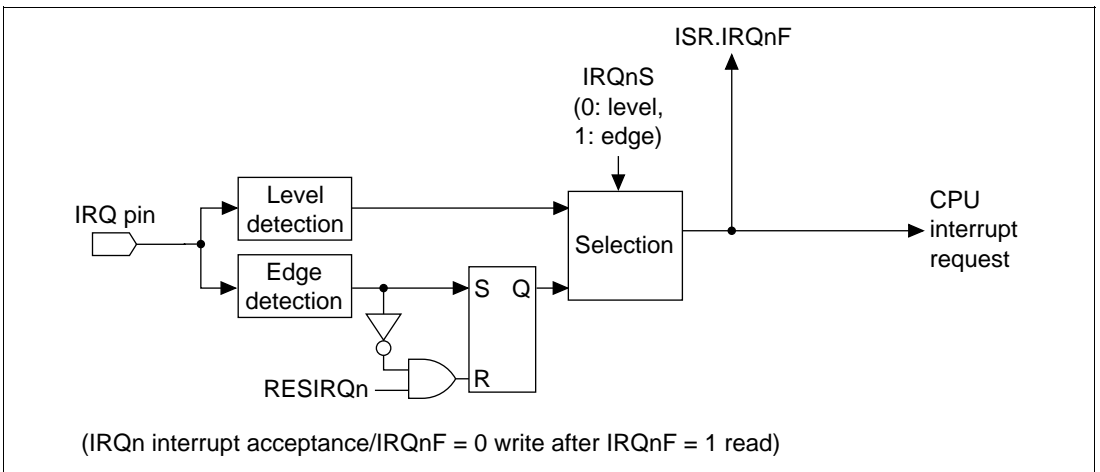 ISR.IRQnF
IRQnS
(0: level,
1: edge)
Level
detection
IRQ pin
CPU
interrupt
request
Selection
Edge
detection
S Q
R
RESIRQn
(IRQn interrupt acceptance/IRQnF = 0 write after IRQnF = 1 read)